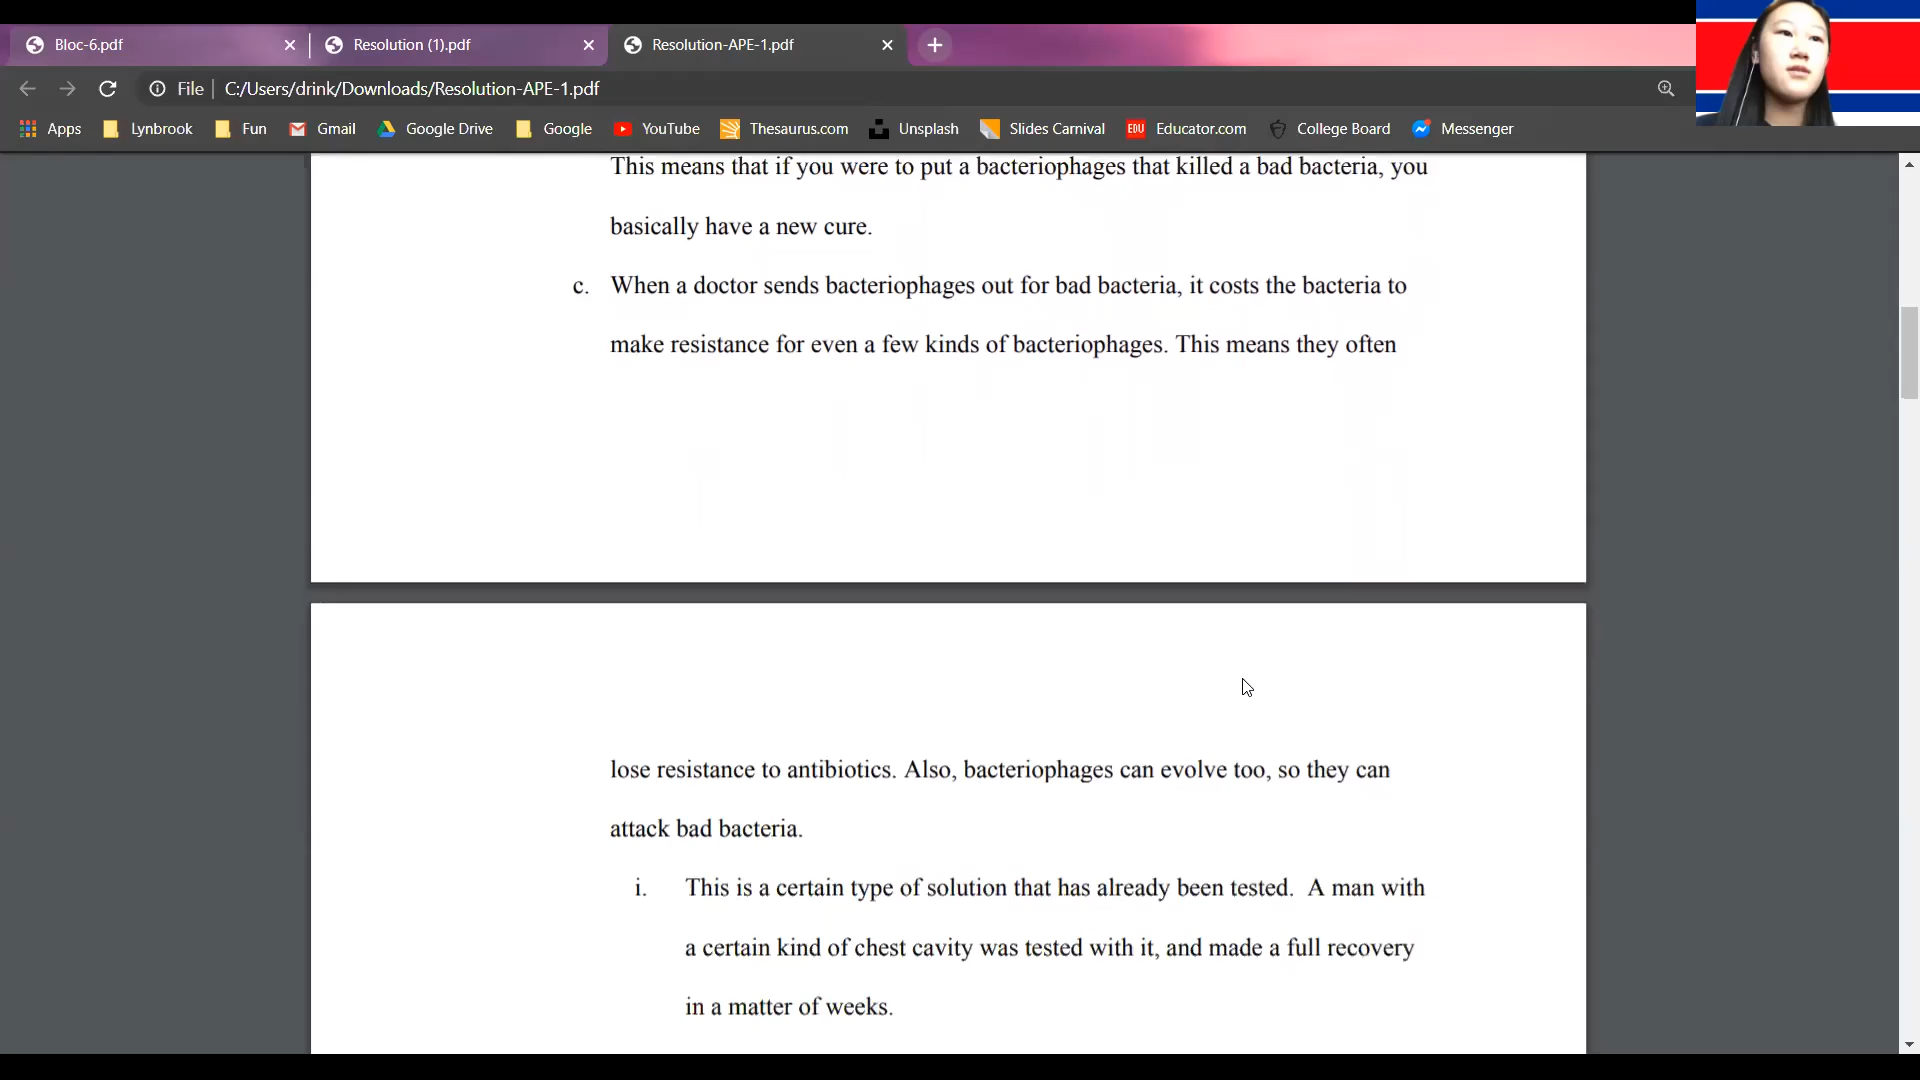 Bloc-6.pdf
Resolution (1).pdf
Resolution-APE-1.pdf
File
C:/Users/drink/Downloads/Resolution-APE-1.pdf
Apps
Lynbrook
Fun
Gmail
Google Drive
Google
YouTube
Thesaurus.com
Unsplash
Slides Carnival
EDU
Educator.com
College Board
Messenger
This means that if you were to put a bacteriophages that killed a bad bacteria, you
basically have a new cure.
c. When a doctor sends bacteriophages out for bad bacteria, it costs the bacteria to
make resistance for even a few kinds of bacteriophages. This means they often
lose resistance to antibiotics. Also, bacteriophages can evolve too, so they can
attack bad bacteria.
i. This is a certain type of solution that has already been tested.  A man with
a certain kind of chest cavity was tested with it, and made a full recovery
in a matter of weeks.